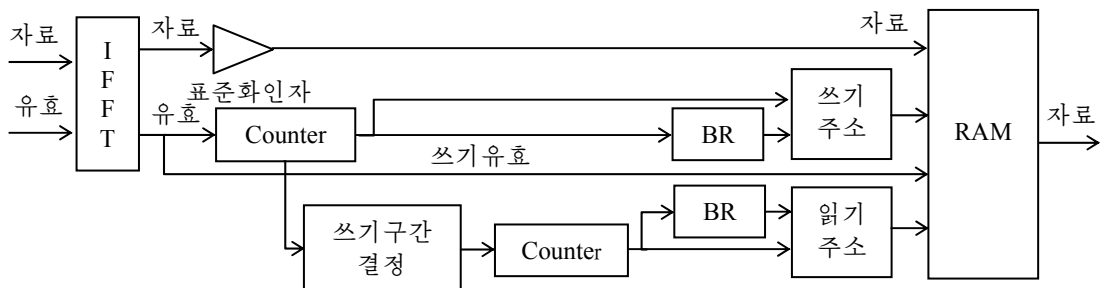 자료
유효
I
F
F
T
자료
유효
표준화인자
Counter
쓰기유효
BR
쓰기
주소
자료
쓰기구간
결정
Counter
BR
읽기
주소
RAM
자료